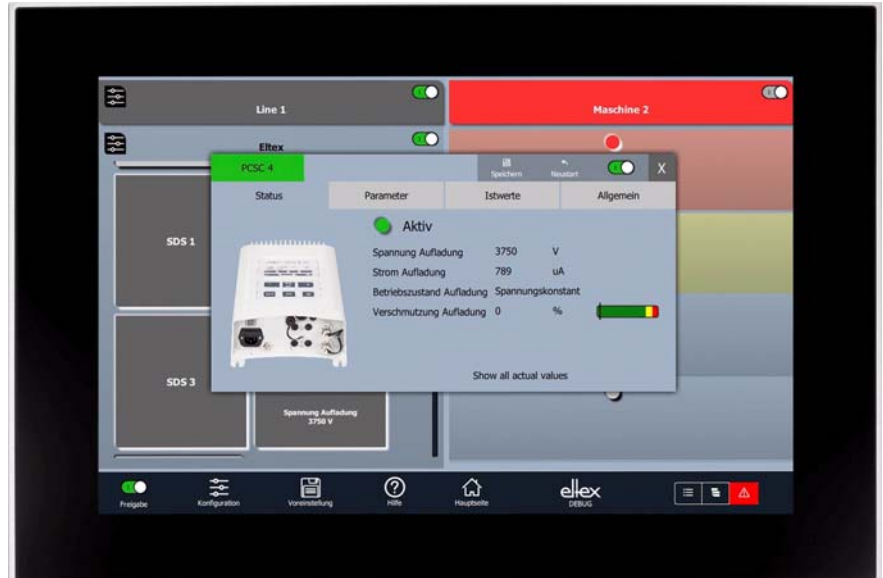 Line 1
Maschine 2
Eltex
PCSC 4
Speichern
Neustart
X
Status
Parameter
Istwerte
Allgemein
SDS 1
Aktiv
Spannung Aufladung 3750 V
Strom Aufladung 789 uA
Betriebszustand Aufladung Spannungskonstant
Verschmutzung Aufladung 0 %
Show all actual values
SDS 3
Spannung Aufladung
3750 V
Freigabe
Konfiguration
Voreinstellung
Hilfe
Hauptseite
eltex
DEBUG